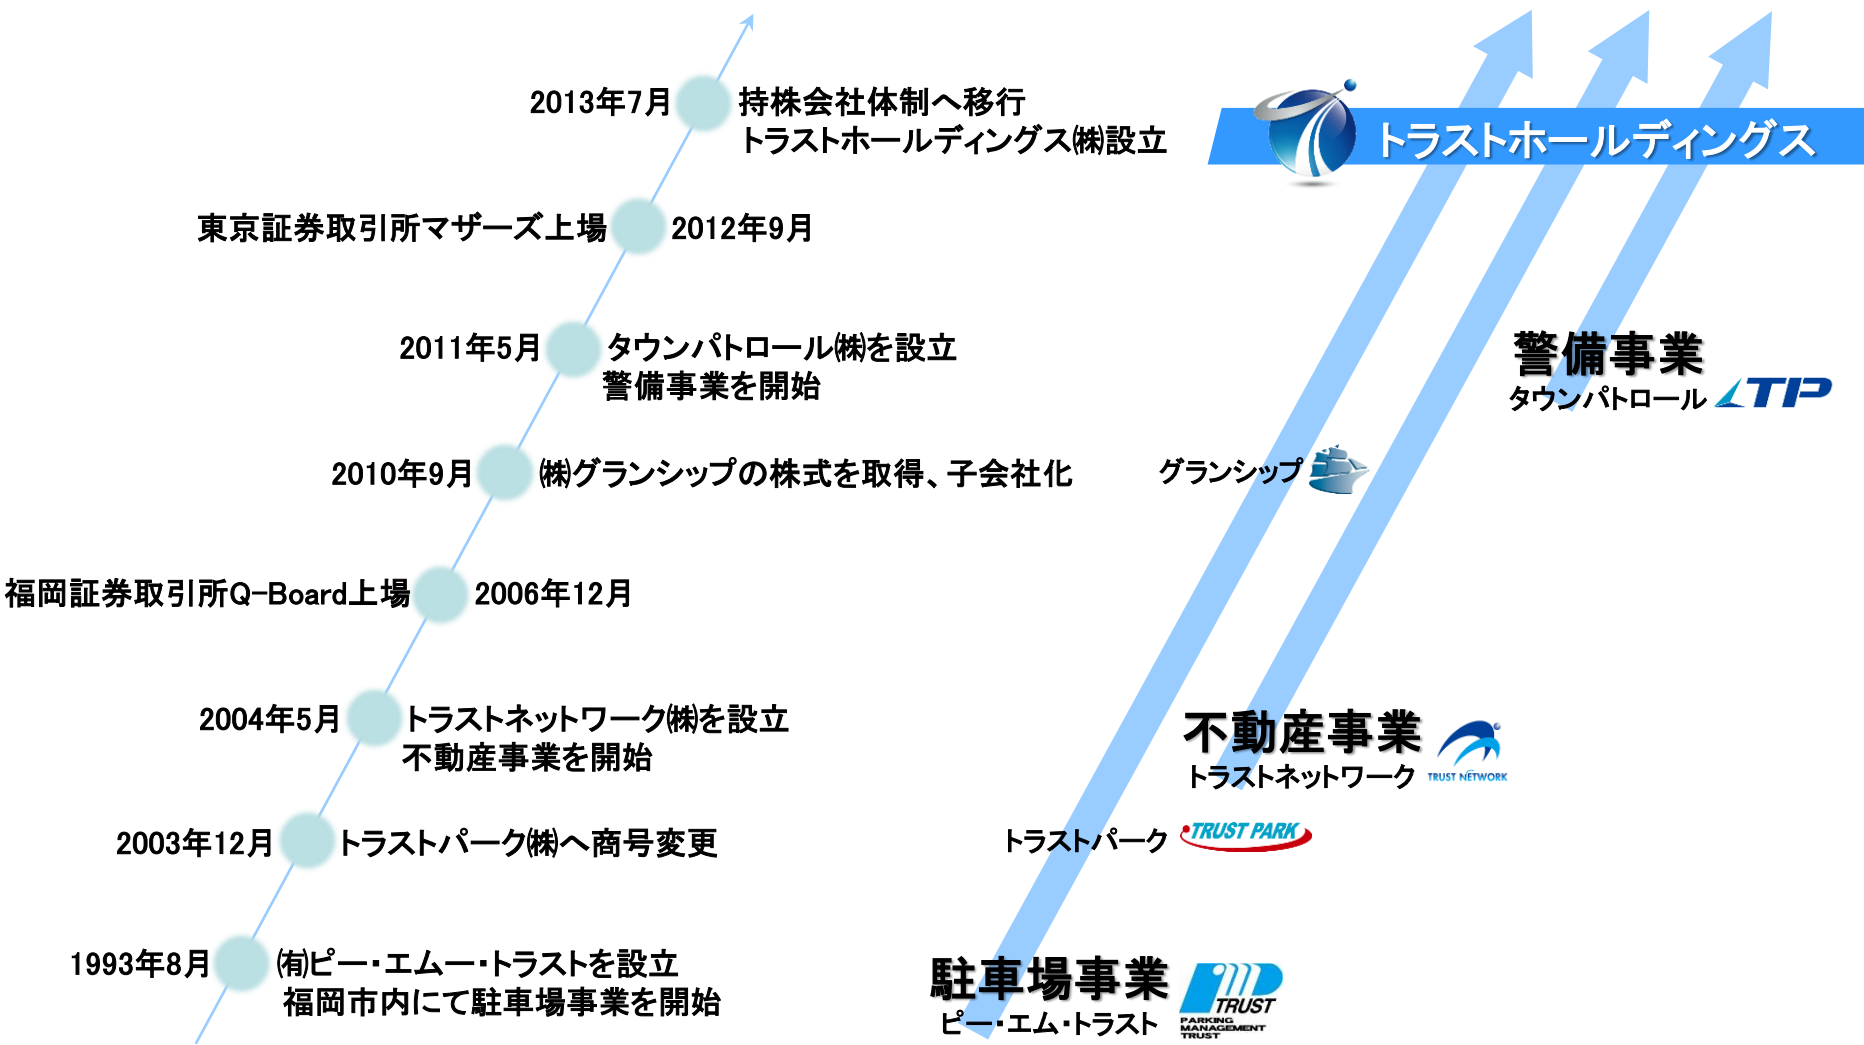 2013年7月
持株会社体制へ移行
トラストホールディングス㈱設立
トラストホールディングス
東京証券取引所マザーズ上場
2012年9月
2011年5月
タウンパトロール㈱を設立
警備事業を開始
警備事業
タウンパトロール
TP
2010年9月
㈱グランシップの株式を取得、子会社化
グランシップ
福岡証券取引所Q-Board上場
2006年12月
2004年5月
トラストネットワーク㈱を設立
不動産事業を開始
不動産事業
トラストネットワーク
TRUST NETWORK
2003年12月
トラストパーク㈱へ商号変更
トラストパーク
TRUST PARK
1993年8月
㈲ピー・エムー・トラストを設立
福岡市内にて駐車場事業を開始
駐車場事業
ピー・エム・トラスト
TRUST
PARKING
MANAGEMENT
TRUST